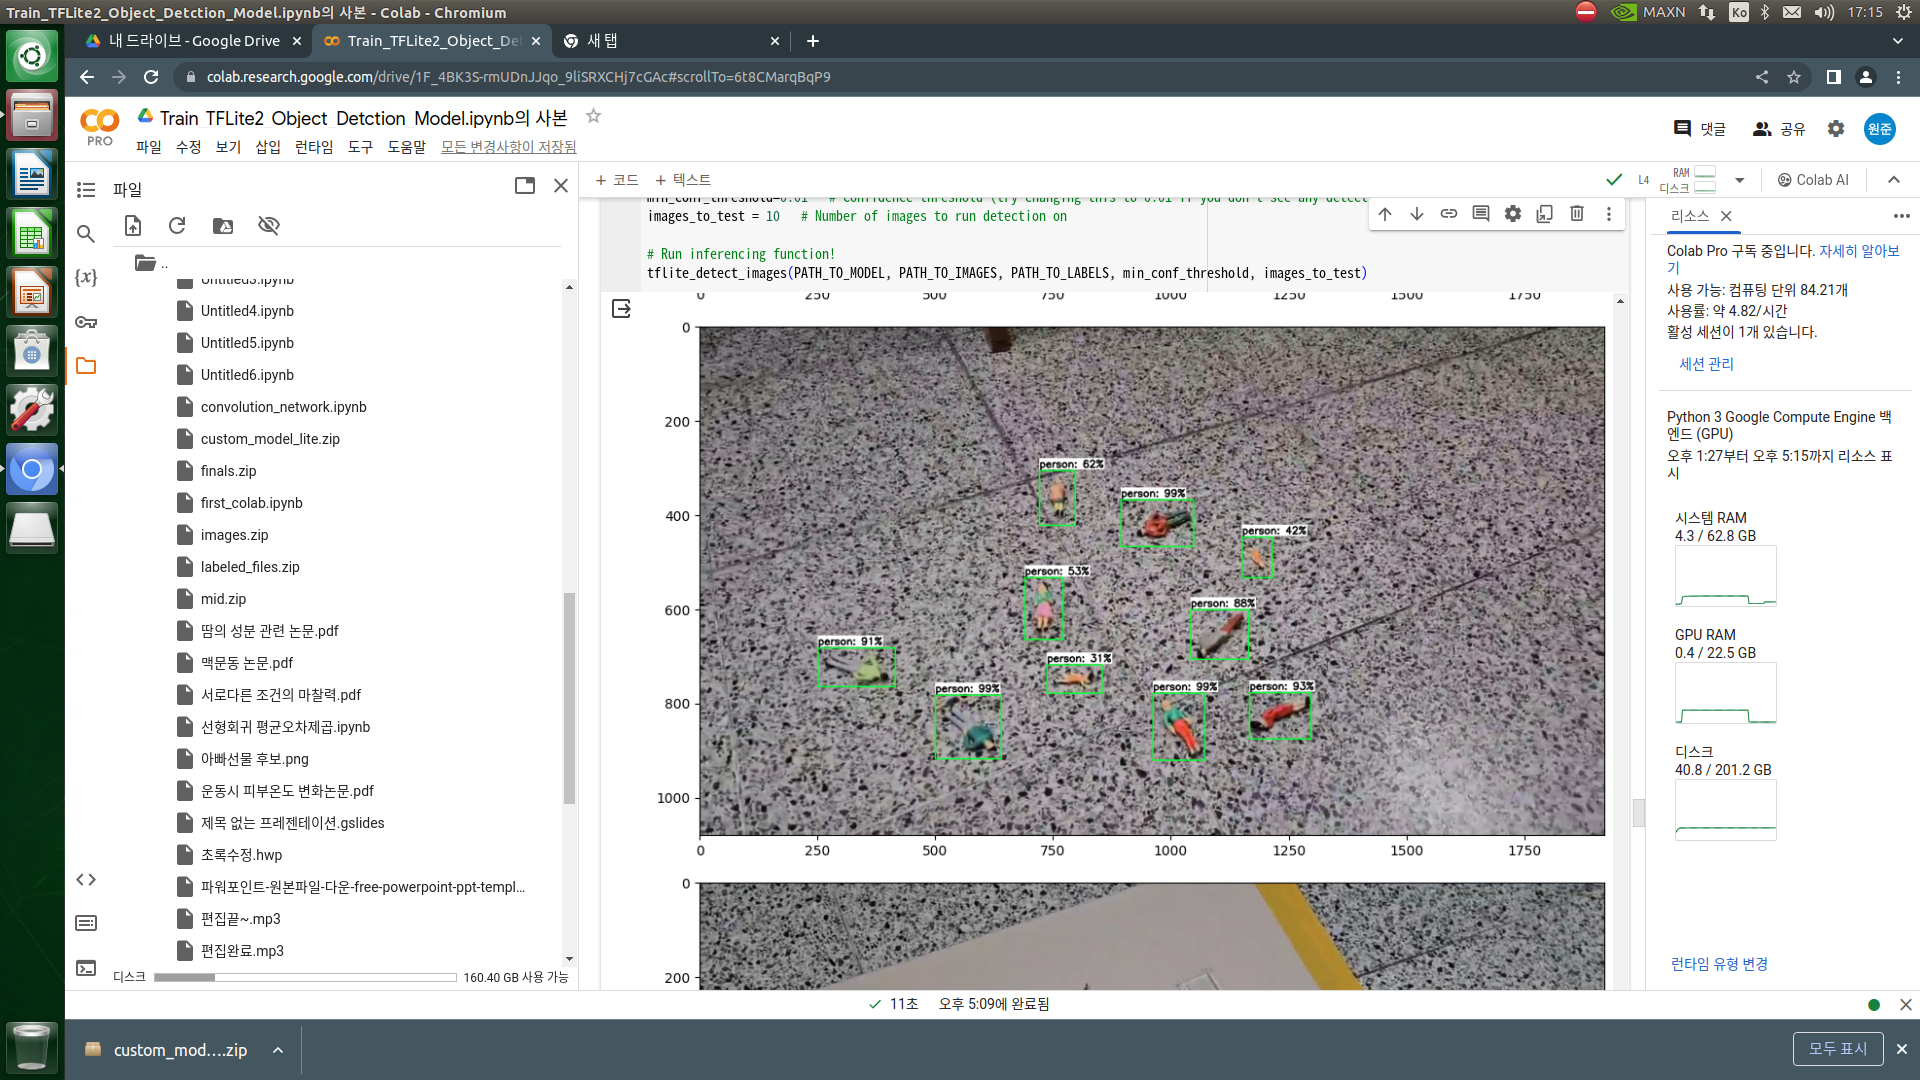 Train_TFLite2_Object_Detction_Model.ipynb의 사본 - Colab - Chromium
MAXN
Ko
17:15
내 드라이브 - Google Drive
Train_TFLite2_Object_De
새 탭
colab.research.google.com/drive/1F_4BK3S-rmUDnJJqo_9liSRXCHj7cGAc#scrollTo=6t8CMarqBqP9
PRO
Train_TFLite2_Object_Detction_Model.ipynb의 사본
파일 수정 보기 삽입 런타임 도구 도움말 모든 변경사항이 저장됨
댓글
공유
원준
파일
..
Untitled5.ipynb
Untitled4.ipynb
Untitled5.ipynb
Untitled6.ipynb
convolution_network.ipynb
custom_model_lite.zip
finals.zip
first_colab.ipynb
images.zip
labeled_files.zip
mid.zip
땀의 성분 관련 논문.pdf
맥문동 논문.pdf
서로다른 조건의 마찰력.pdf
선형회귀 평균오차제곱.ipynb
아빠선물 후보.png
운동시 피부온도 변화논문.pdf
제목 없는 프레젠테이션.gslides
초록수정.hwp
파워포인트-원본파일-다운-free-powerpoint-ppt-templ...
편집끝~.mp3
편집완료.mp3
디스크 160.40 GB 사용 가능
+ 코드 + 텍스트
L4
RAM
디스크
Colab AI
min_conf_threshold=0.01 # Confidence threshold (try changing this to 0.01 if you don't see any detect
images_to_test = 10 # Number of images to run detection on
# Run inferencing function!
tflite_detect_images(PATH_TO_MODEL, PATH_TO_IMAGES, PATH_TO_LABELS, min_conf_threshold, images_to_test)
0 250 500 750 1000 1250 1500 1750
0
200
400
600
800
1000
person: 62%
person: 99%
person: 42%
person: 53%
person: 88%
person: 91%
person: 31%
person: 99%
person: 99%
person: 93%
0 250 500 750 1000 1250 1500 1750
0
200
리소스
Colab Pro 구독 중입니다. 자세히 알아보
기
사용 가능: 컴퓨팅 단위 84.21개
사용률: 약 4.82/시간
활성 세션이 1개 있습니다.
세션 관리
Python 3 Google Compute Engine 백
엔드 (GPU)
오후 1:27부터 오후 5:15까지 리소스 표
시
시스템 RAM
4.3 / 62.8 GB
GPU RAM
0.4 / 22.5 GB
디스크
40.8 / 201.2 GB
런타임 유형 변경
11초 오후 5:09에 완료됨
custom_mod....zip
모두 표시